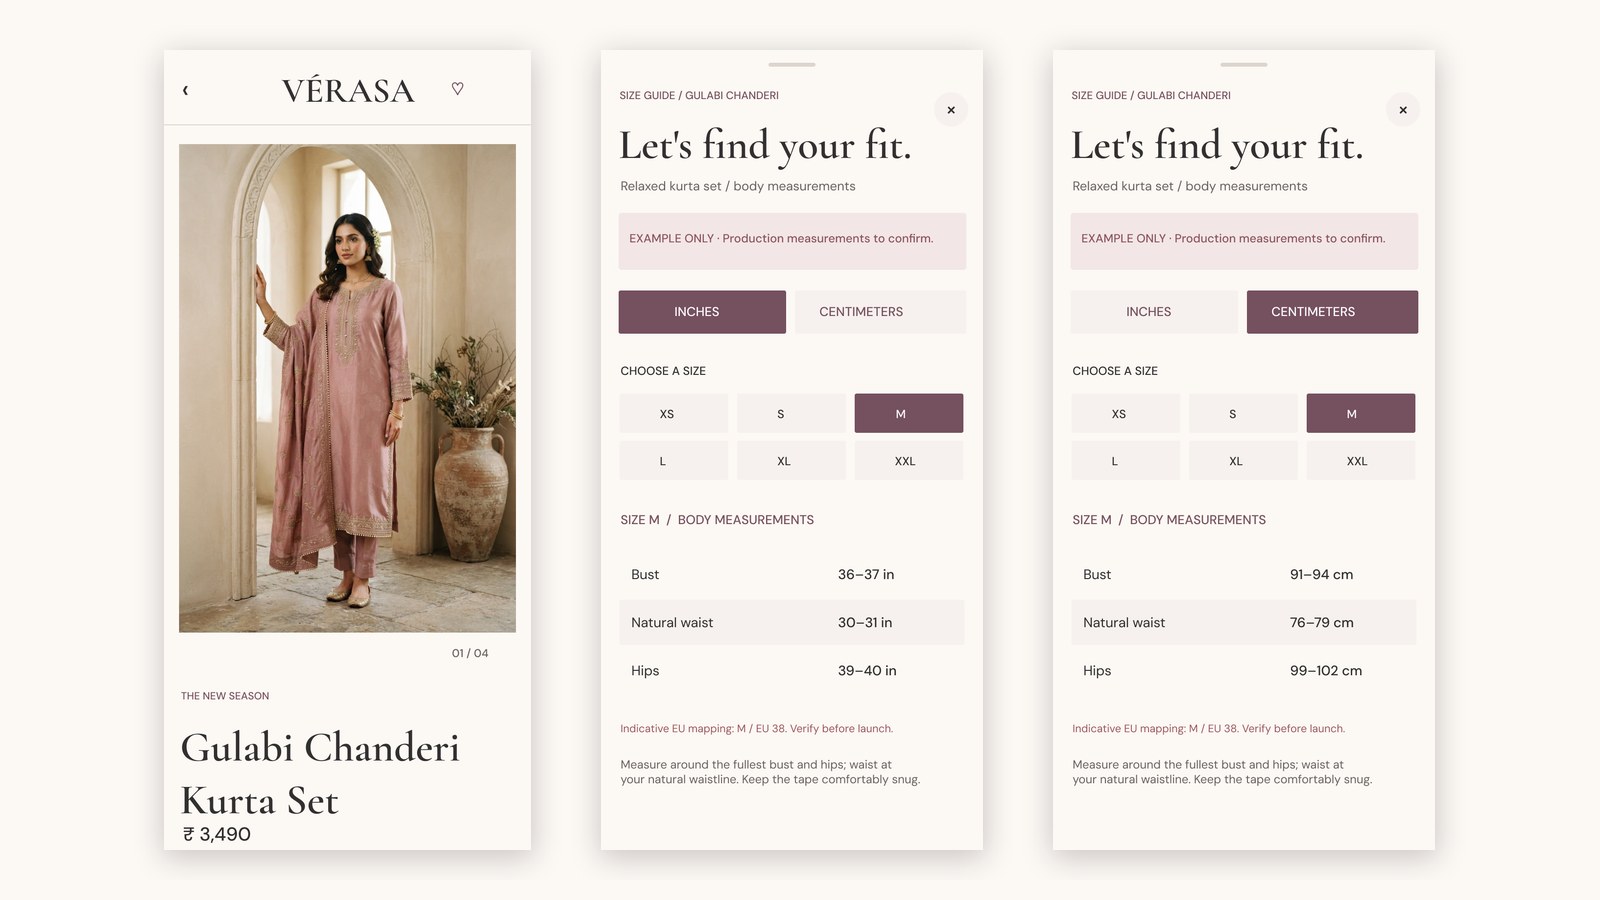 ‹ VÉRASA ♡
01 / 04
THE NEW SEASON
Gulabi Chanderi
Kurta Set
₹ 3,490
SIZE GUIDE / GULABI CHANDERI
×
Let's find your fit.
Relaxed kurta set / body measurements
EXAMPLE ONLY · Production measurements to confirm.
INCHES CENTIMETERS
CHOOSE A SIZE
XS S M
L XL XXL
SIZE M / BODY MEASUREMENTS
Bust 36–37 in
Natural waist 30–31 in
Hips 39–40 in
Indicative EU mapping: M / EU 38. Verify before launch.
Measure around the fullest bust and hips; waist at
your natural waistline. Keep the tape comfortably snug.
SIZE GUIDE / GULABI CHANDERI
×
Let's find your fit.
Relaxed kurta set / body measurements
EXAMPLE ONLY · Production measurements to confirm.
INCHES CENTIMETERS
CHOOSE A SIZE
XS S M
L XL XXL
SIZE M / BODY MEASUREMENTS
Bust 91–94 cm
Natural waist 76–79 cm
Hips 99–102 cm
Indicative EU mapping: M / EU 38. Verify before launch.
Measure around the fullest bust and hips; waist at
your natural waistline. Keep the tape comfortably snug.